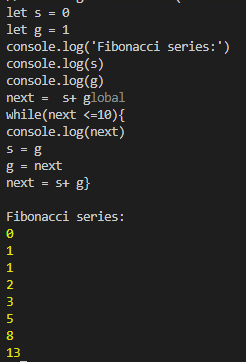 let s = 0
let g = 1
console.log('Fibonacci series:')
console.log(s)
console.log(g)
next =  s+ global
while(next <=10){
console.log(next)
s = g
g = next
next = s+ g}

Fibonacci series:
0
1
1
2
3
5
8
13